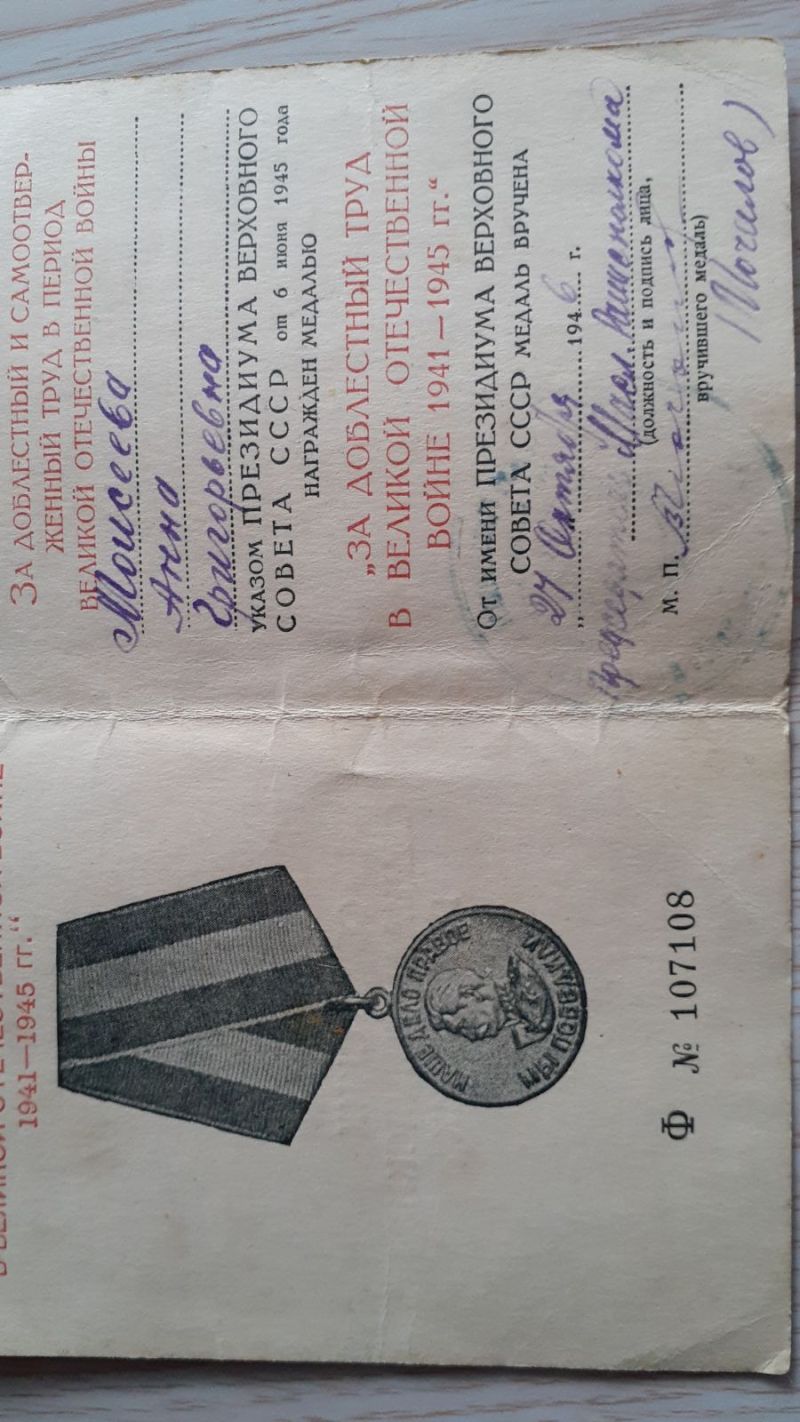 1941—1945 гг."
НАШЕ ДЕЛО ПРАВОЕ
МЫ ПОБЕДИЛИ
Ф № 107108
ЗА ДОБЛЕСТНЫЙ И САМООТВЕР-
ЖЕННЫЙ ТРУД В ПЕРИОД
ВЕЛИКОЙ ОТЕЧЕСТВЕННОЙ ВОЙНЫ
Моисеева
Анна
Григорьевна
УКАЗОМ ПРЕЗИДИУМА ВЕРХОВНОГО
СОВЕТА СССР от 6 июня 1945 года
НАГРАЖДЕН МЕДАЛЬЮ
„ЗА ДОБЛЕСТНЫЙ ТРУД
В ВЕЛИКОЙ ОТЕЧЕСТВЕННОЙ
ВОЙНЕ 1941—1945 гг."
ОТ ИМЕНИ ПРЕЗИДИУМА ВЕРХОВНОГО
СОВЕТА СССР МЕДАЛЬ ВРУЧЕНА
„27 Октября 1946 г.
Председатель
(должность и подпись лица,
М. П.
вручившего медаль)